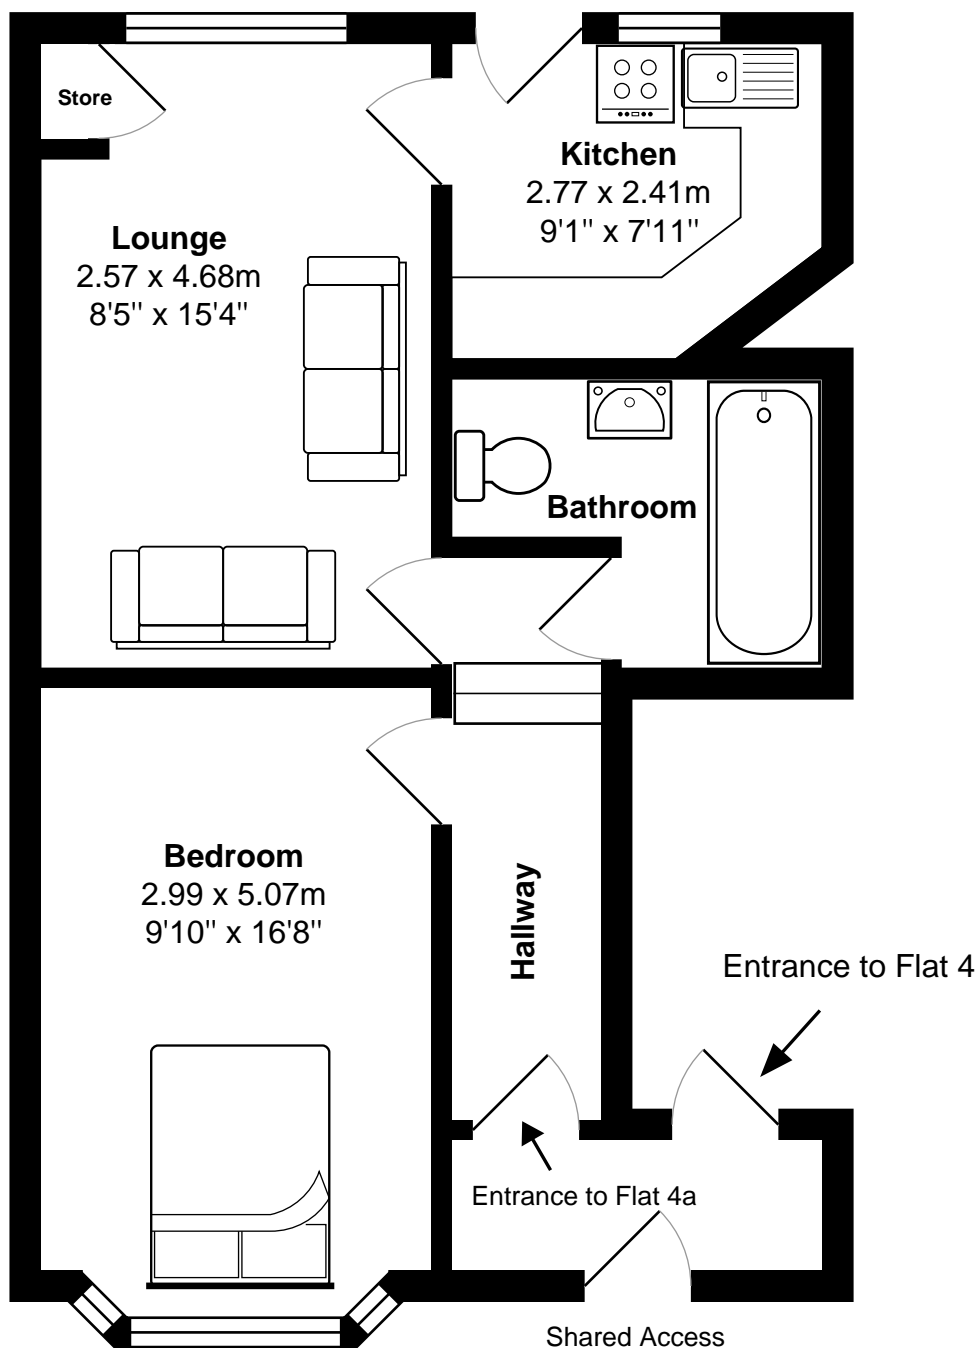 Store
Kitchen
2.77 x 2.41m
9'1" x 7'11"
Lounge
2.57 x 4.68m
8'5" x 15'4"
Bathroom
Bedroom
2.99 x 5.07m
9'10" x 16'8"
Hallway
Entrance to Flat 4
Entrance to Flat 4a
Shared Access